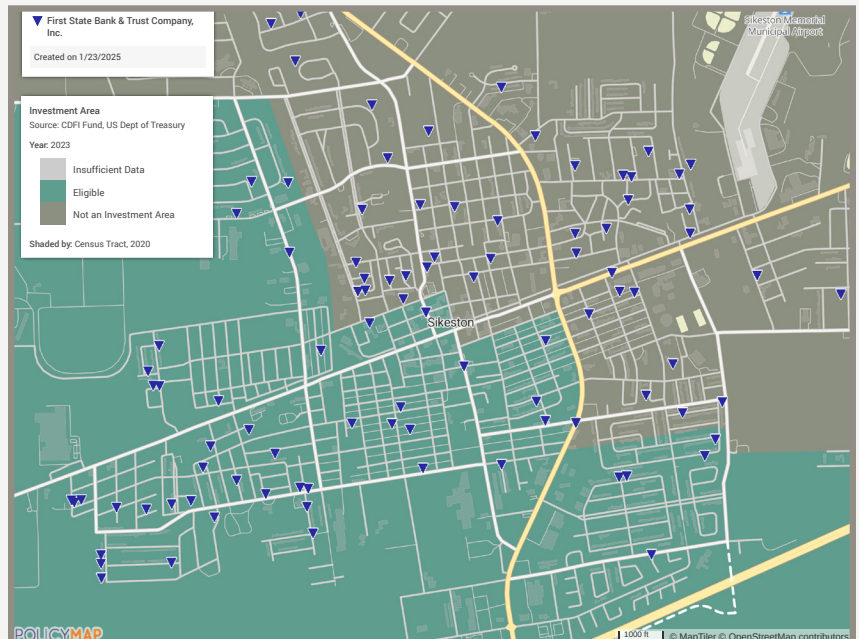 First State Bank & Trust Company,
Inc.
Created on 1/23/2025
Investment Area
Source: CDFI Fund, US Dept of Treasury
Year: 2023
Insufficient Data
Eligible
Not an Investment Area
Shaded by: Census Tract, 2020
Sikeston Memorial
Municipal Airport
Sikeston
POLICYMAP
1000 ft
© MapTiler © OpenStreetMap contributors